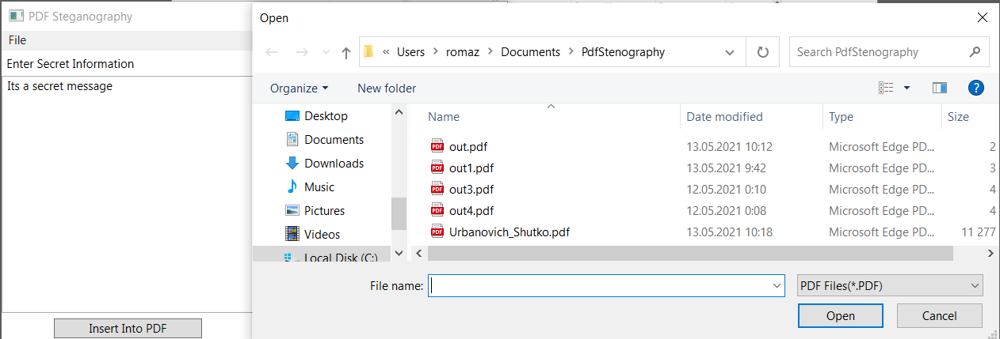 PDF Steganography
File
Enter Secret Information
Its a secret message
Insert Into PDF
Open
« Users > romaz > Documents > PdfStenography
Search PdfStenography
Organize
New folder
Desktop
Documents
Downloads
Music
Pictures
Videos
Local Disk (C:)
Name Date modified Type Size
out.pdf 13.05.2021 10:12 Microsoft Edge PD... 2
out1.pdf 13.05.2021 9:42 Microsoft Edge PD... 3
out3.pdf 12.05.2021 0:10 Microsoft Edge PD... 4
out4.pdf 12.05.2021 0:08 Microsoft Edge PD... 4
Urbanovich_Shutko.pdf 13.05.2021 10:18 Microsoft Edge PD... 11 277
File name:
PDF Files(*.PDF)
Open
Cancel